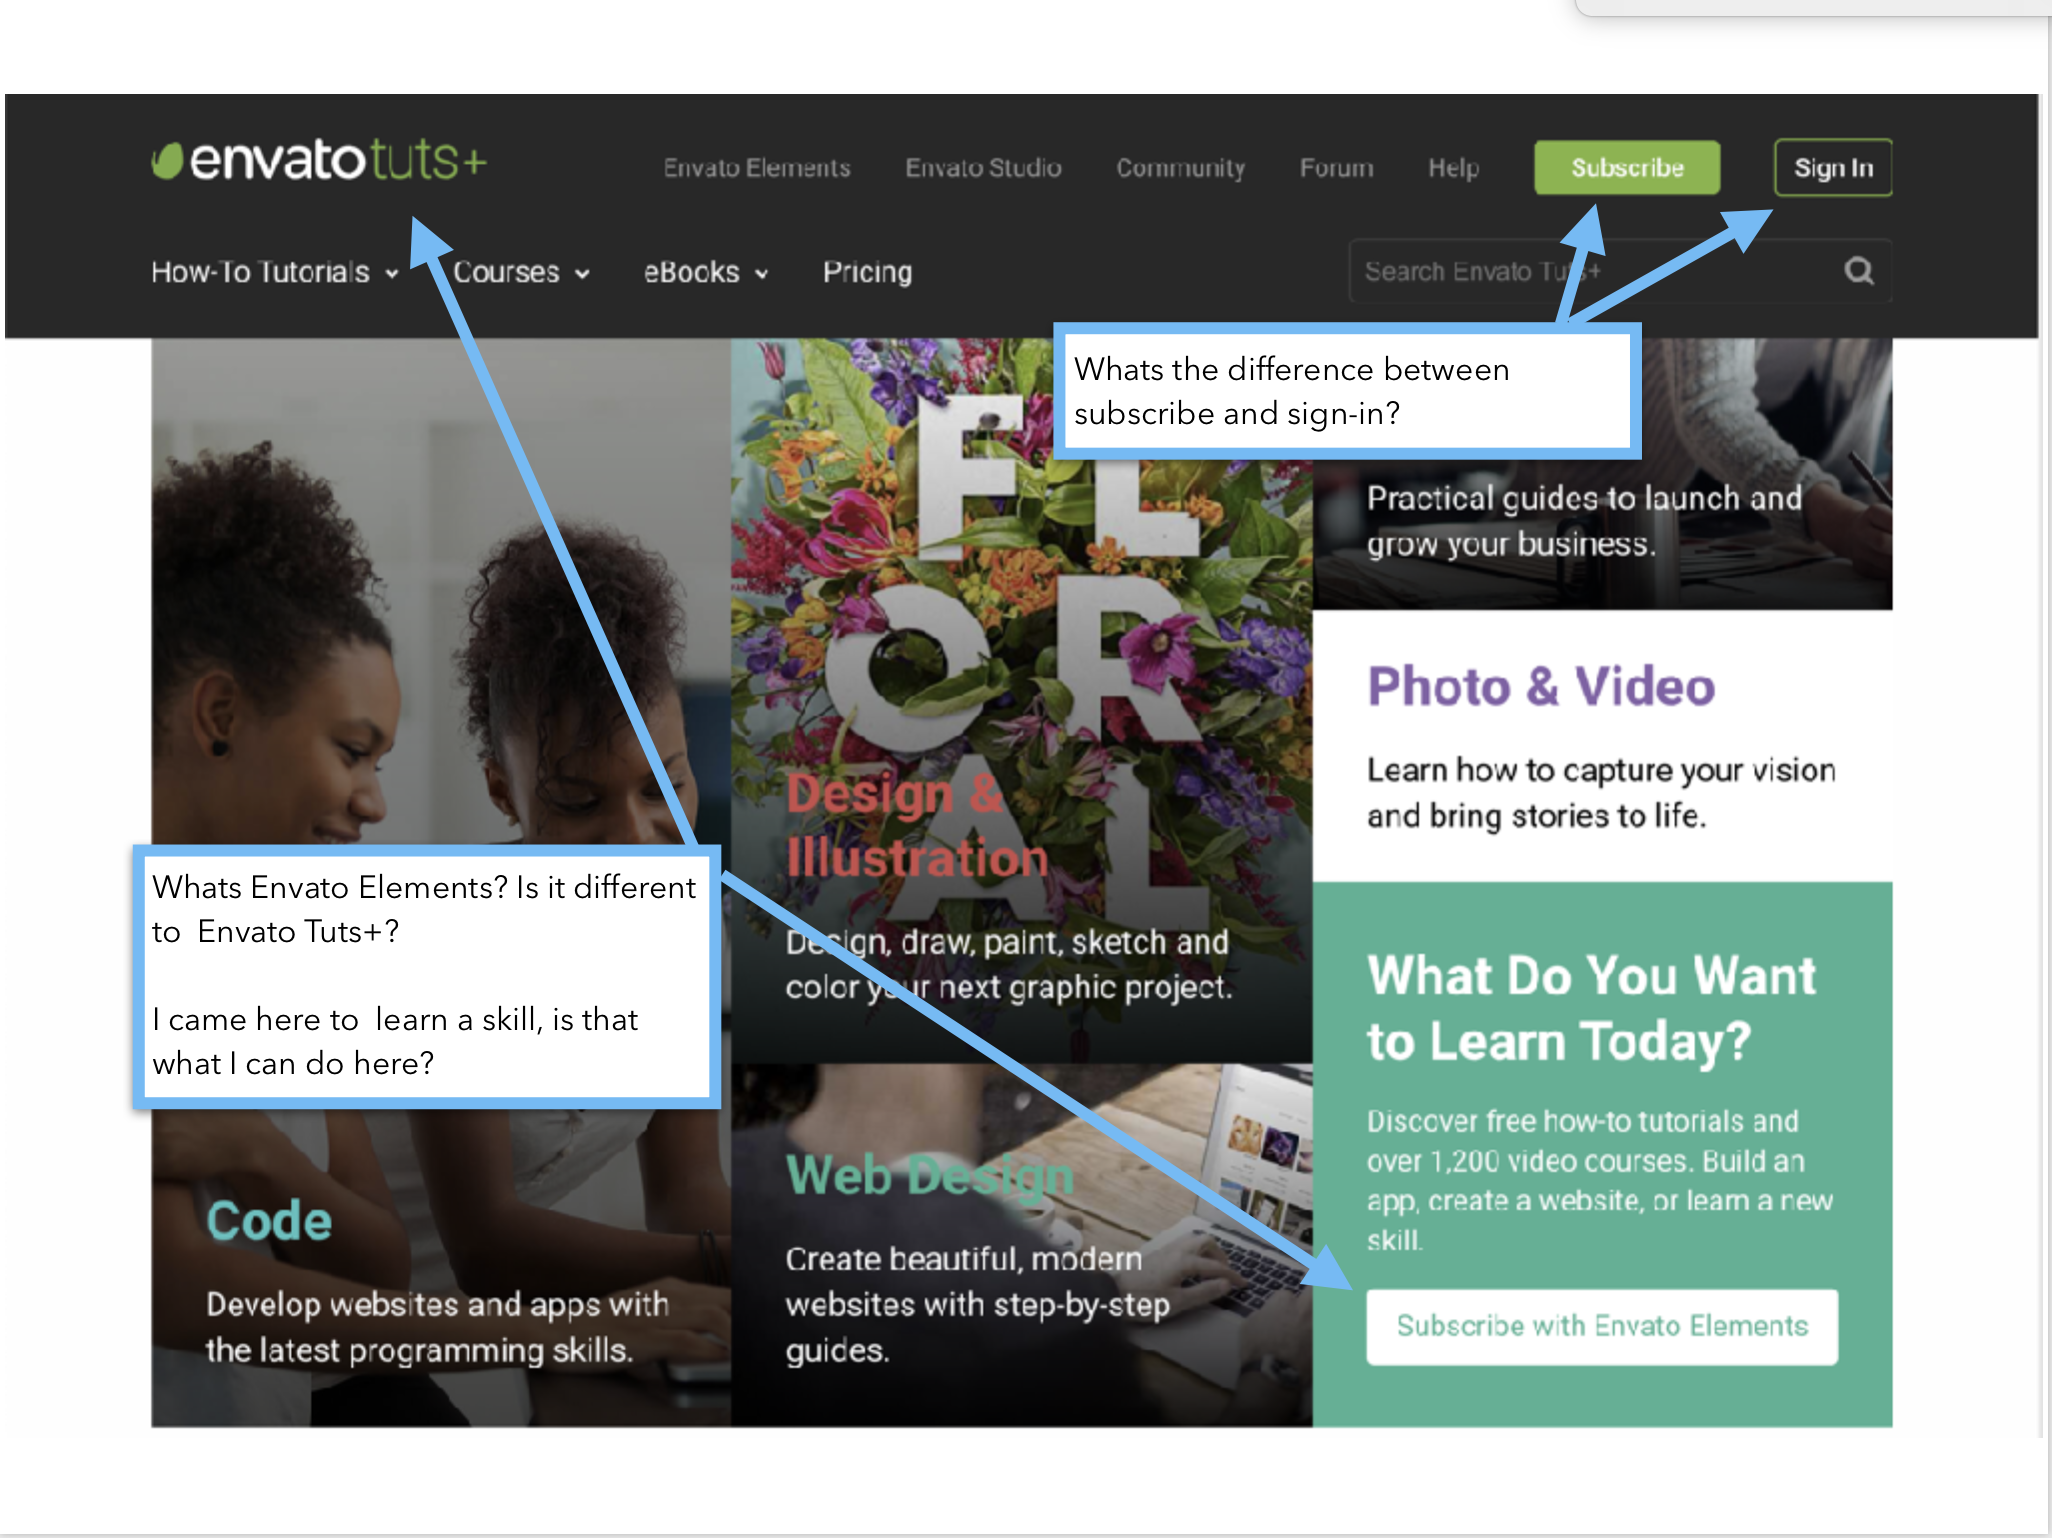 envatotuts+
Envato Elements
Envato Studio
Community
Forum
Help
Subscribe
Sign In
How-To Tutorials
Courses
eBooks
Pricing
Search Envato Tuts+
Whats the difference between
subscribe and sign-in?
FL
OR
AL
Practical guides to launch and
grow your business.
Photo & Video
Learn how to capture your vision
and bring stories to life.
Whats Envato Elements? Is it different
to  Envato Tuts+?
I came here to  learn a skill, is that
what I can do here?
Design &
Illustration
Design, draw, paint, sketch and
color your next graphic project.
What Do You Want
to Learn Today?
Discover free how-to tutorials and
over 1,200 video courses. Build an
app, create a website, or learn a new
skill.
Subscribe with Envato Elements
Code
Develop websites and apps with
the latest programming skills.
Web Design
Create beautiful, modern
websites with step-by-step
guides.